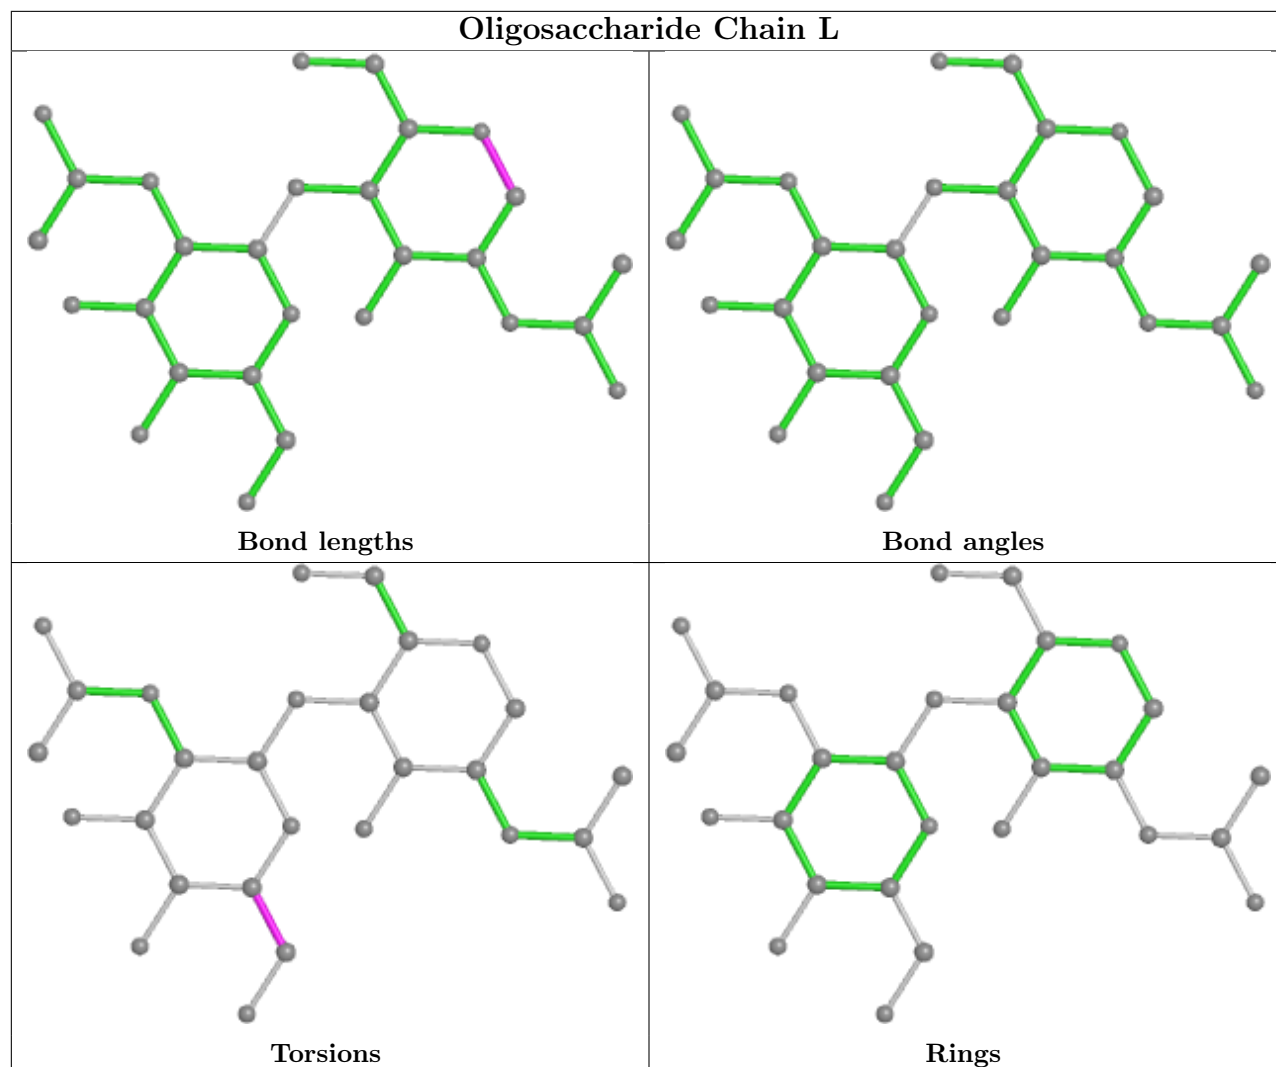 Oligosaccharide Chain L
Bond lengths
Bond angles
Torsions
Rings